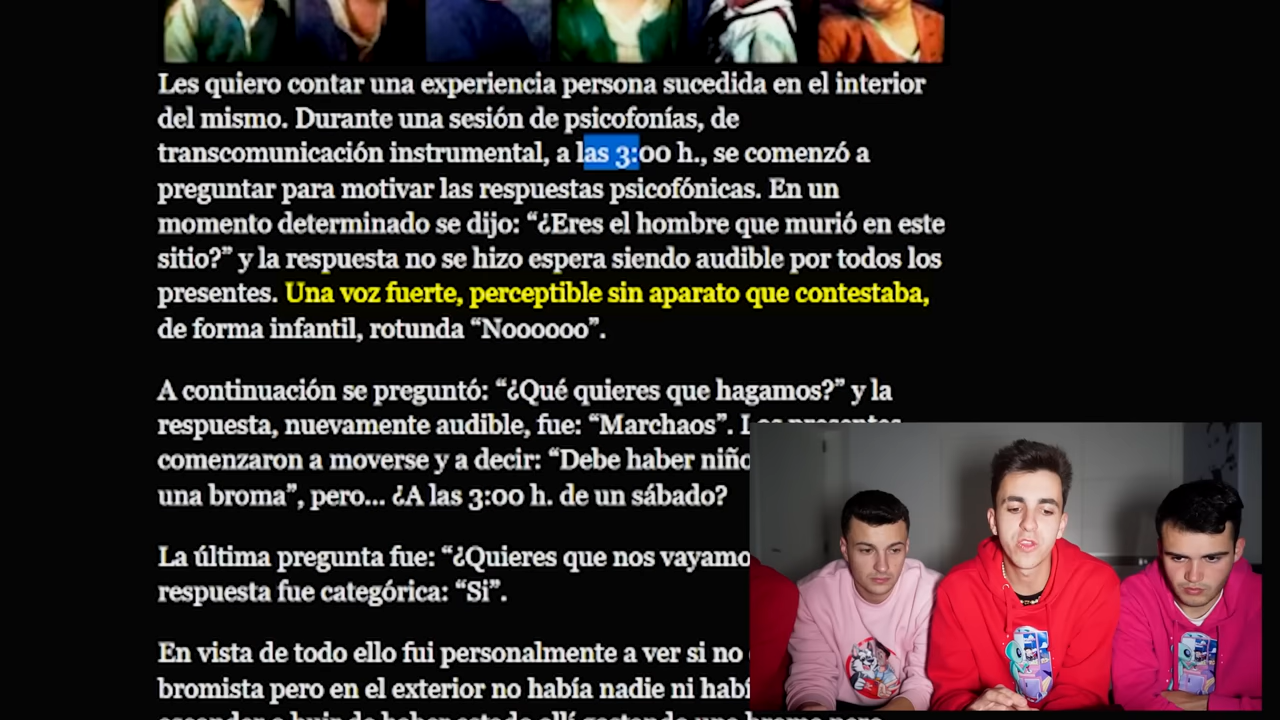 Les quiero contar una experiencia persona sucedida en el interior
del mismo. Durante una sesión de psicofonías, de
transcomunicación instrumental, a las 3:00 h., se comenzó a
preguntar para motivar las respuestas psicofónicas. En un
momento determinado se dijo: “¿Eres el hombre que murió en este
sitio?” y la respuesta no se hizo espera siendo audible por todos los
presentes. Una voz fuerte, perceptible sin aparato que contestaba,
de forma infantil, rotunda “Noooooo”.
A continuación se preguntó: “¿Qué quieres que hagamos?” y la
respuesta, nuevamente audible, fue: “Marchaos”. Los presentes
comenzaron a moverse y a decir: “Debe haber niño
una broma”, pero... ¿A las 3:00 h. de un sábado?
La última pregunta fue: “¿Quieres que nos vayamo
respuesta fue categórica: “Si”.
En vista de todo ello fui personalmente a ver si no
bromista pero en el exterior no había nadie ni habí